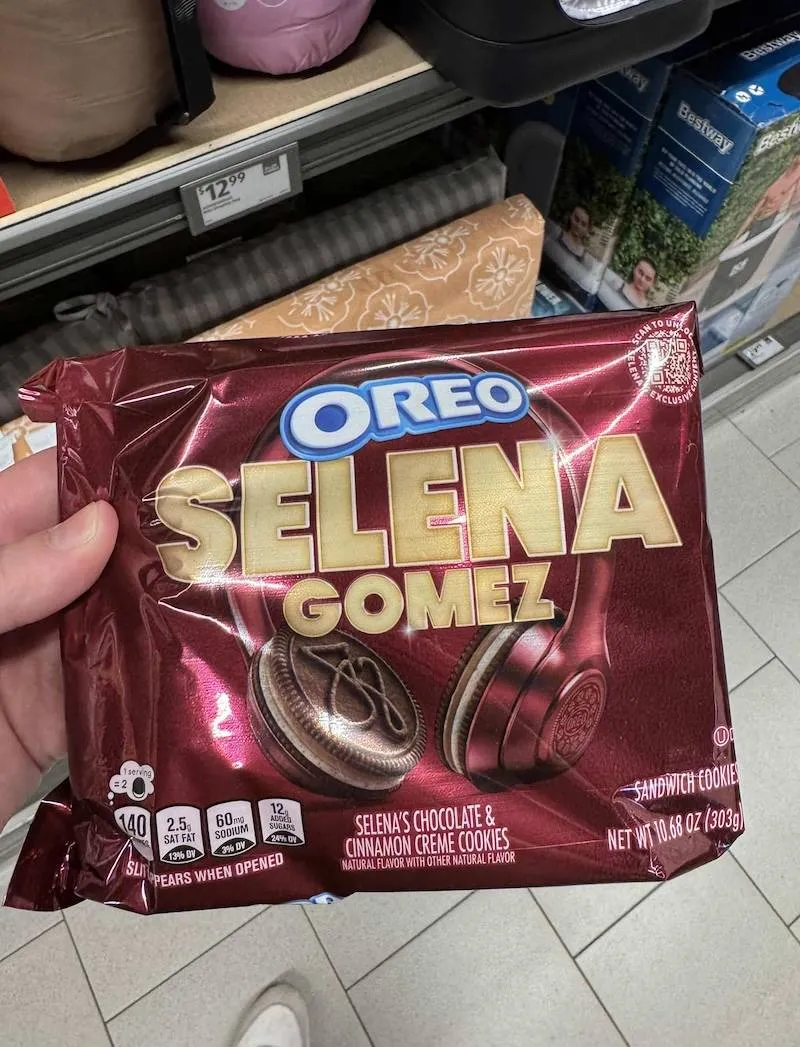 $12.99
Bestway
Bestway
Bestway
SCAN TO
SELENA
EXCLUSIVE CONTENT
OREO
SELENA
GOMEZ
1 serving
= 2
140
2.5g
SAT FAT
13% DV
60mg
SODIUM
3% DV
12g
ADDED
SUGARS
24% DV
PEARS WHEN OPENED
SELENA'S CHOCOLATE &
CINNAMON CREME COOKIES
NATURAL FLAVOR WITH OTHER NATURAL FLAVOR
U
SANDWICH COOKIES
NET WT 10.68 OZ (303g)